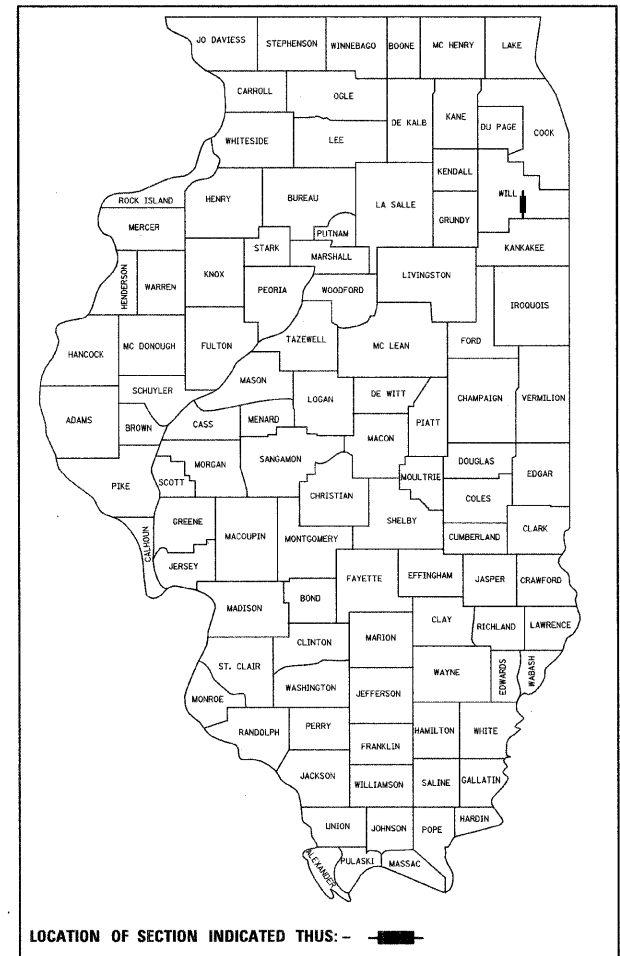 JO DAVIESS STEPHENSON WINNEBAGO BOONE MC HENRY LAKE
CARROLL OGLE
DE KALB KANE DU PAGE COOK
WHITESIDE LEE
KENDALL
WILL
ROCK ISLAND HENRY BUREAU LA SALLE GRUNDY
MERCER PUTNAM
STARK MARSHALL KANKAKEE
HENDERSON WARREN KNOX PEORIA WOODFORD LIVINGSTON IROQUOIS
HANCOCK MC DONOUGH FULTON TAZEWELL MC LEAN FORD
SCHUYLER MASON LOGAN DE WITT CHAMPAIGN VERMILION
ADAMS BROWN CASS MENARD MACON PIATT
PIKE SCOTT MORGAN SANGAMON CHRISTIAN MOULTRIE DOUGLAS EDGAR
COLES
CALHOUN GREENE MACOUPIN MONTGOMERY SHELBY CUMBERLAND CLARK
JERSEY FAYETTE EFFINGHAM JASPER CRAWFORD
MADISON BOND CLAY RICHLAND LAWRENCE
ST. CLAIR CLINTON MARION WAYNE EDWARDS WABASH
MONROE WASHINGTON JEFFERSON
RANDOLPH PERRY FRANKLIN HAMILTON WHITE
JACKSON WILLIAMSON SALINE GALLATIN
UNION JOHNSON POPE HARDIN
ALEXANDER PULASKI MASSAC
LOCATION OF SECTION INDICATED THUS: -